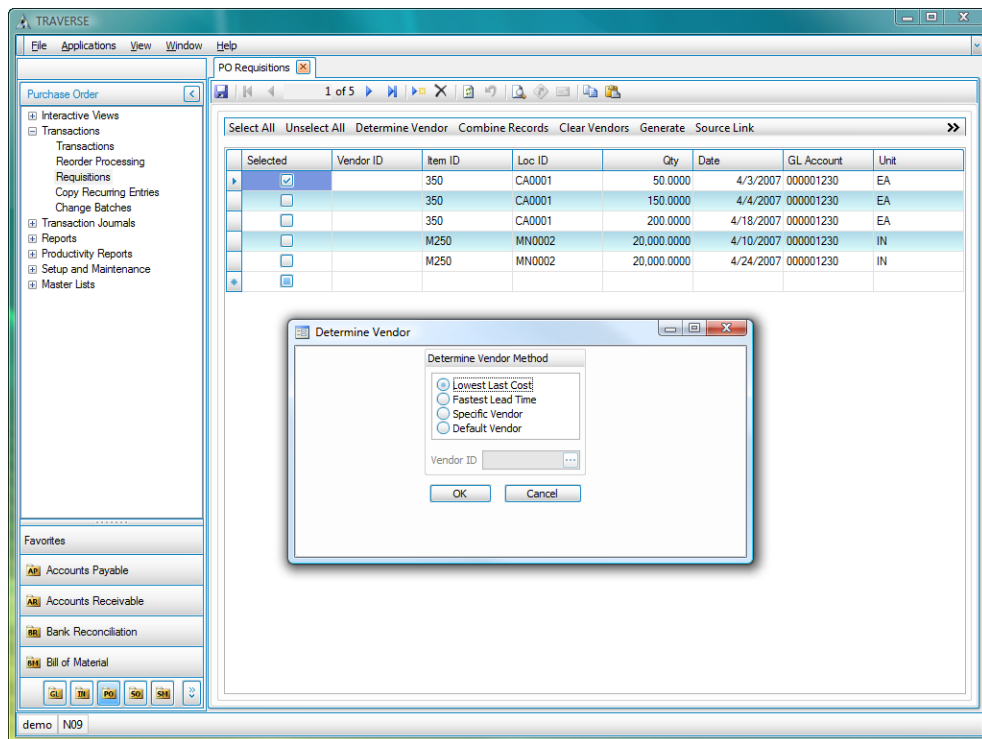 TRAVERSE
File Applications View Window Help
PO Requisitions
Purchase Order
1 of 5
Interactive Views
Transactions
Transactions
Reorder Processing
Requisitions
Copy Recurring Entries
Change Batches
Transaction Journals
Reports
Productivity Reports
Setup and Maintenance
Master Lists
Select All Unselect All Determine Vendor Combine Records Clear Vendors Generate Source Link
Selected Vendor ID Item ID Loc ID Qty Date GL Account Unit
350 CA0001 50.0000 4/3/2007 000001230 EA
350 CA0001 150.0000 4/4/2007 000001230 EA
350 CA0001 200.0000 4/18/2007 000001230 EA
M250 MN0002 20,000.0000 4/10/2007 000001230 IN
M250 MN0002 20,000.0000 4/24/2007 000001230 IN
Determine Vendor
Determine Vendor Method
Lowest Last Cost
Fastest Lead Time
Specific Vendor
Default Vendor
Vendor ID
OK Cancel
Favorites
AP Accounts Payable
AR Accounts Receivable
BR Bank Reconciliation
BM Bill of Material
GL IN PO SO SM
demo N09